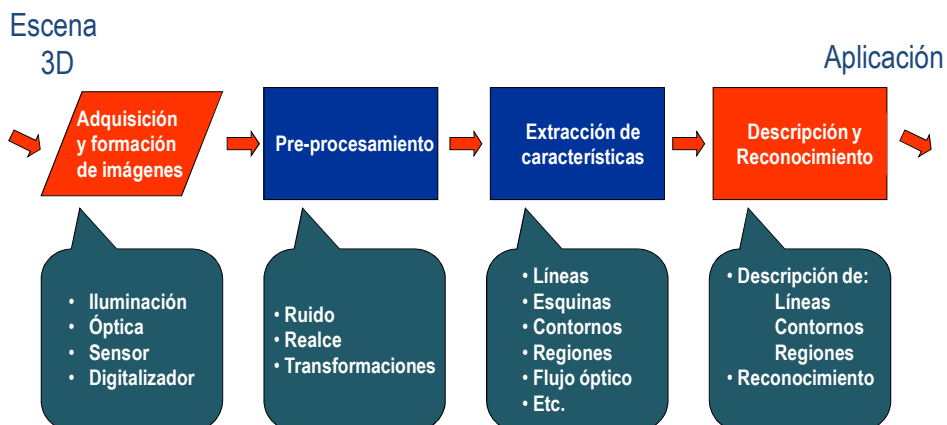 Escena
3D
Aplicación
Adquisición
y formación
de imágenes
Pre-procesamiento
Extracción de
características
Descripción y
Reconocimiento
• Iluminación
• Óptica
• Sensor
• Digitalizador
• Ruido
• Realce
• Transformaciones
• Líneas
• Esquinas
• Contornos
• Regiones
• Flujo óptico
• Etc.
• Descripción de:
Líneas
Contornos
Regiones
• Reconocimiento